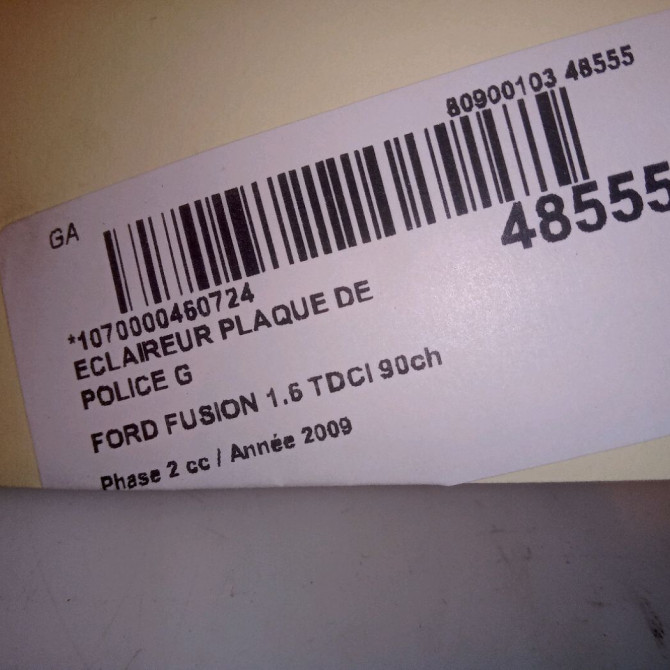 80900103 48555
GA
48555
*1070000460724
ECLAIREUR PLAQUE DE
POLICE G
FORD FUSION 1.6 TDCI 90ch
Phase 2 cc / Année 2009